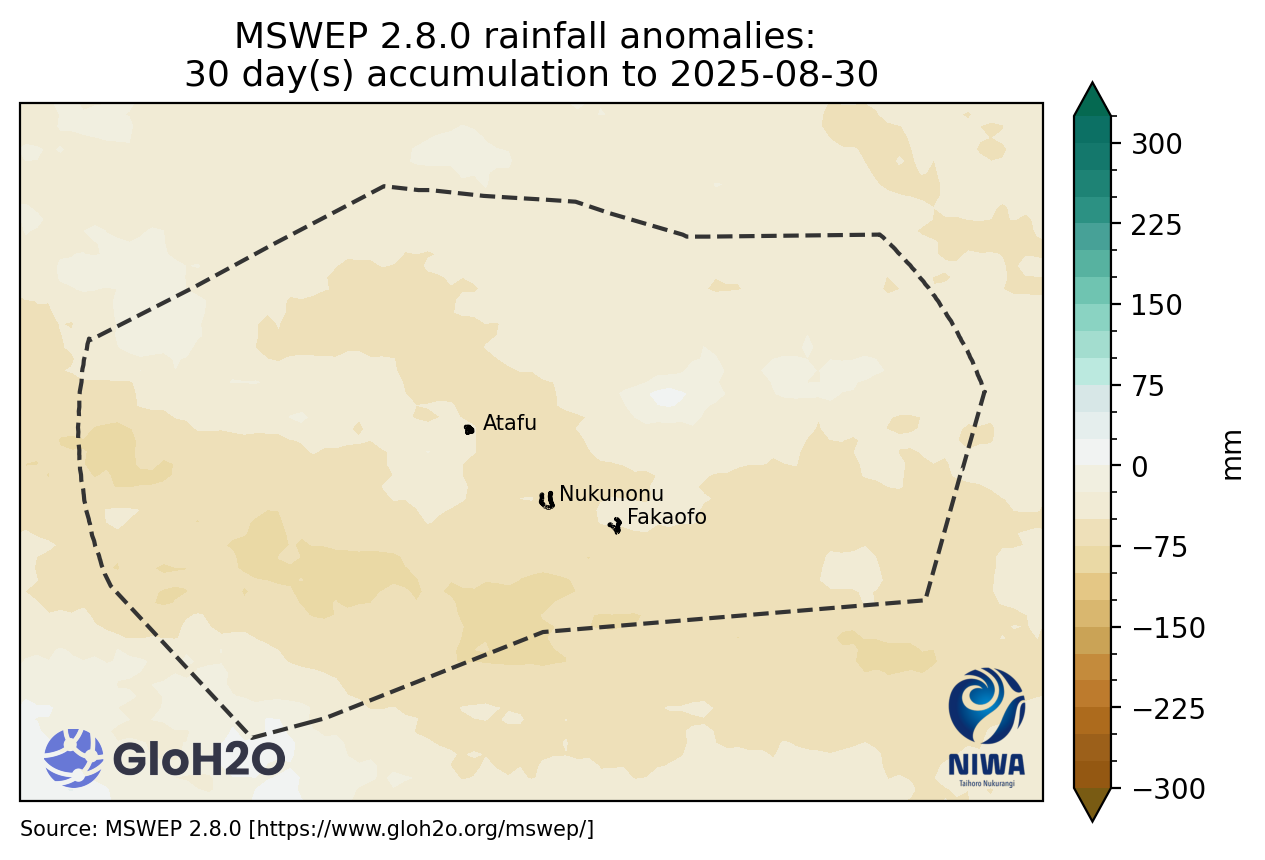 MSWEP 2.8.0 rainfall anomalies:
30 day(s) accumulation to 2025-08-30
300
225
150
75
0
−75
−150
−225
−300
mm
Atafu
Nukunonu
Fakaofo
GloH2O
NIWA
Taihoro Nukurangi
Source: MSWEP 2.8.0 [https://www.gloh2o.org/mswep/]